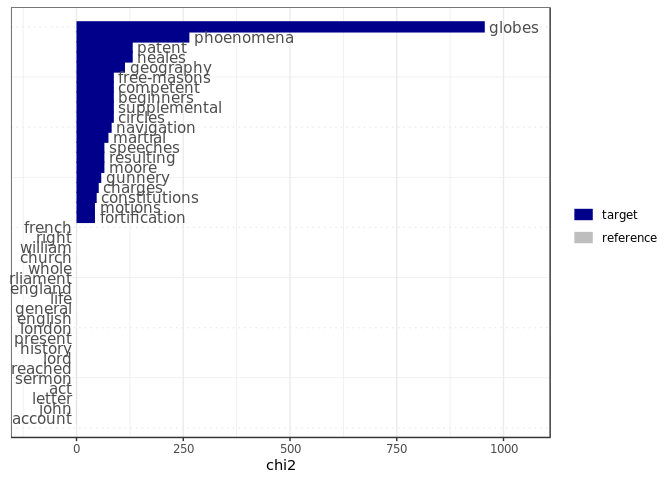 globes
phoenomena
patent
heales
geography
free-masons
competent
beginners
supplemental
circles
navigation
martial
speeches
resulting
moore
gunnery
charges
constitutions
motions
fortification
french
right
william
church
whole
rliament
england
life
general
english
london
present
history
lord
reached
sermon
act
letter
john
account
0 250 500 750 1000
chi2
target
reference